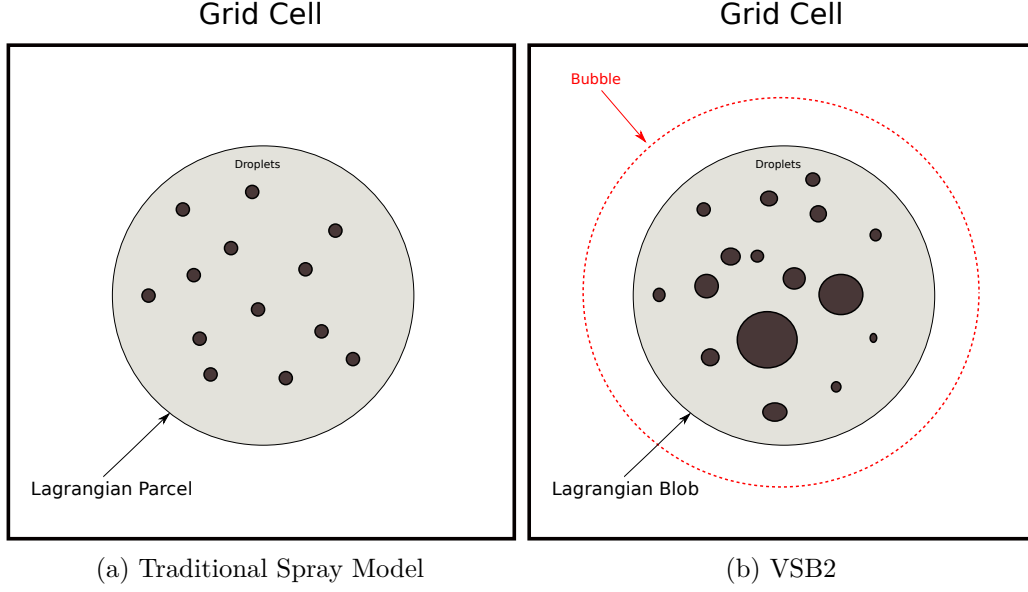 Grid Cell
Droplets
Lagrangian Parcel
(a) Traditional Spray Model
Grid Cell
Bubble
Droplets
Lagrangian Blob
(b) VSB2